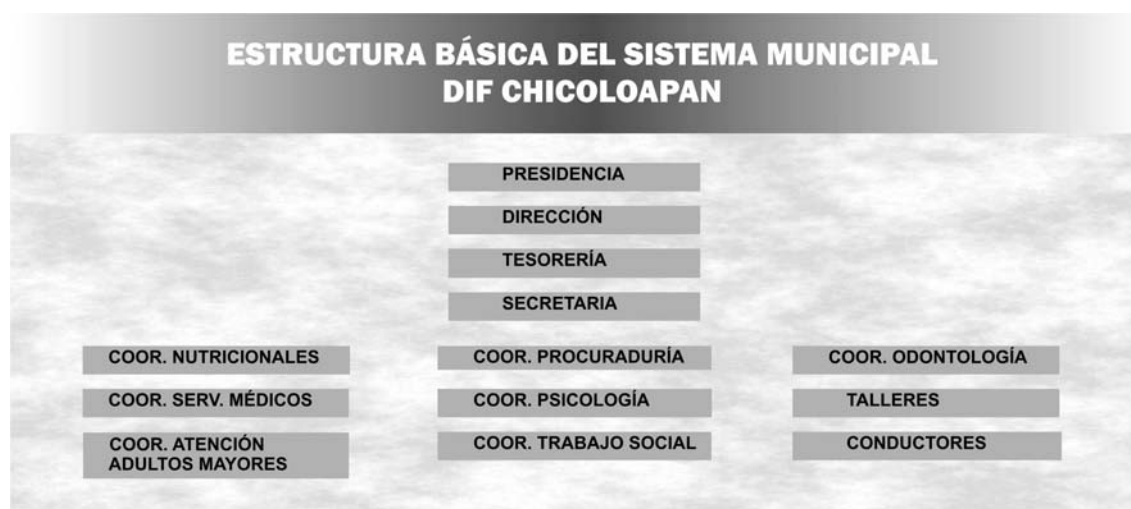 ESTRUCTURA BÁSICA DEL SISTEMA MUNICIPAL
DIF CHICOLOAPAN
PRESIDENCIA
DIRECCIÓN
TESORERÍA
SECRETARIA
COOR. NUTRICIONALES
COOR. SERV. MÉDICOS
COOR. ATENCIÓN
ADULTOS MAYORES
COOR. PROCURADURÍA
COOR. PSICOLOGÍA
COOR. TRABAJO SOCIAL
COOR. ODONTOLOGÍA
TALLERES
CONDUCTORES